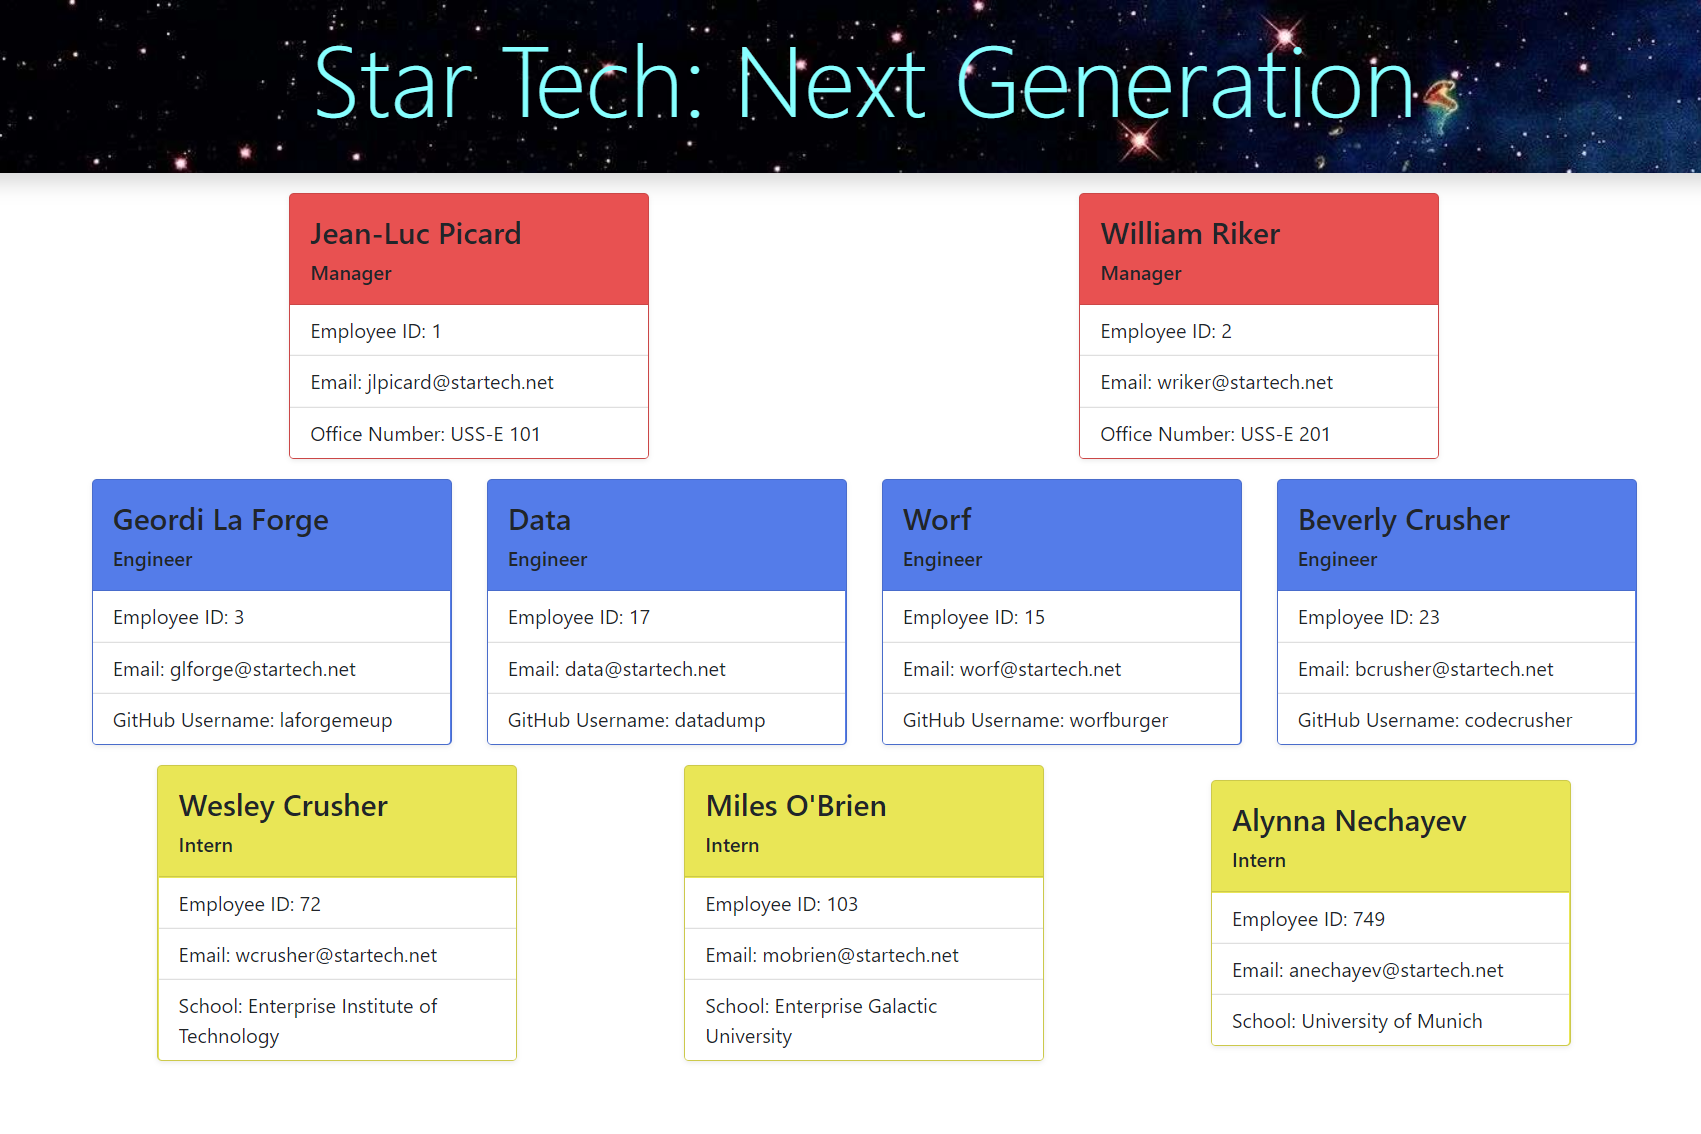 Star Tech: Next Generation
Jean-Luc Picard
Manager
Employee ID: 1
Email: jlpicard@startech.net
Office Number: USS-E 101
William Riker
Manager
Employee ID: 2
Email: wriker@startech.net
Office Number: USS-E 201
Geordi La Forge
Engineer
Employee ID: 3
Email: glforge@startech.net
GitHub Username: laforgemeup
Data
Engineer
Employee ID: 17
Email: data@startech.net
GitHub Username: datadump
Worf
Engineer
Employee ID: 15
Email: worf@startech.net
GitHub Username: worfburger
Beverly Crusher
Engineer
Employee ID: 23
Email: bcrusher@startech.net
GitHub Username: codecrusher
Wesley Crusher
Intern
Employee ID: 72
Email: wcrusher@startech.net
School: Enterprise Institute of
Technology
Miles O'Brien
Intern
Employee ID: 103
Email: mobrien@startech.net
School: Enterprise Galactic
University
Alynna Nechayev
Intern
Employee ID: 749
Email: anechayev@startech.net
School: University of Munich